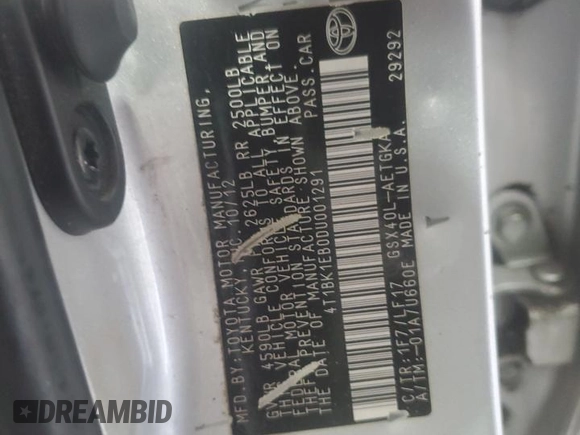 MFD. BY: TOYOTA MOTOR MANUFACTURING,
KENTUCKY, INC. 10/12
GVWR 4590LB GAWR FR 2625LB RR 2500LB
THIS VEHICLE CONFORMS TO ALL APPLICABLE
FEDERAL MOTOR VEHICLE SAFETY BUMPER AND
THEFT PREVENTION STANDARDS IN EFFECT ON
THE DATE OF MANUFACTURE SHOWN ABOVE.
4T1BK1EB0DU001291 PASS. CAR
C/TR:1F7/LF17 GSX40L-AETGKA
A/TM:-01A/U660E MADE IN U.S.A.
29292
TOYOTA
DREAMBID